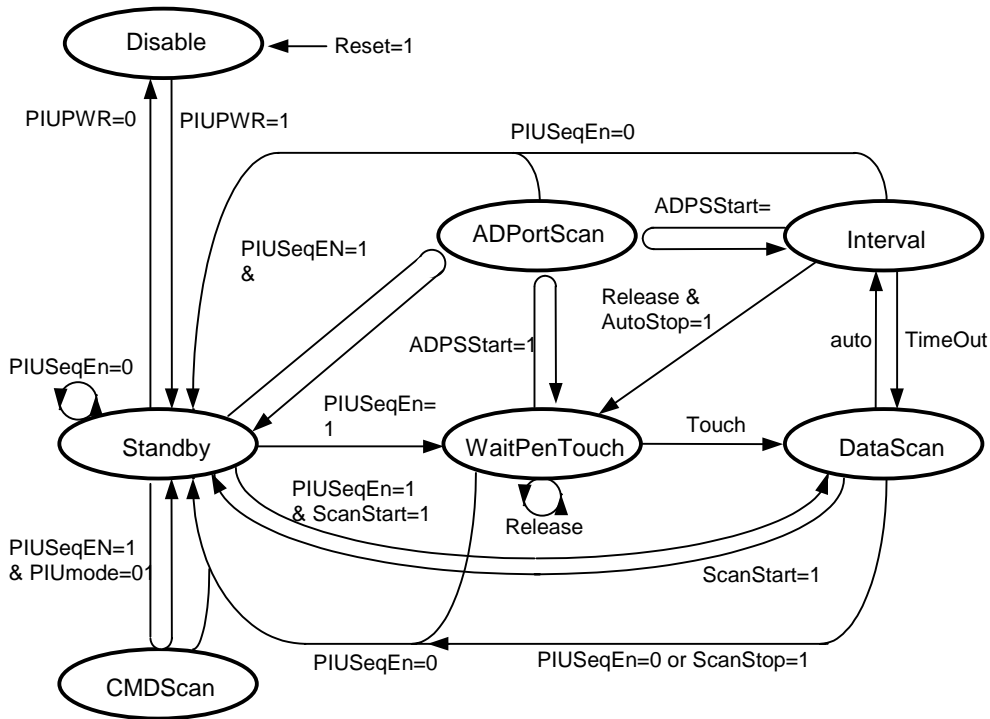 Disable
Reset=1
PIUPWR=0
PIUPWR=1
PIUSeqEn=0
ADPortScan
ADPSStart=
Interval
PIUSeqEN=1
&
Release &
AutoStop=1
ADPSStart=1
auto
TimeOut
PIUSeqEn=0
PIUSeqEn=
1
Touch
Standby
WaitPenTouch
DataScan
PIUSeqEn=1
& ScanStart=1
Release
PIUSeqEN=1
& PIUmode=01
ScanStart=1
PIUSeqEn=0
PIUSeqEn=0 or ScanStop=1
CMDScan